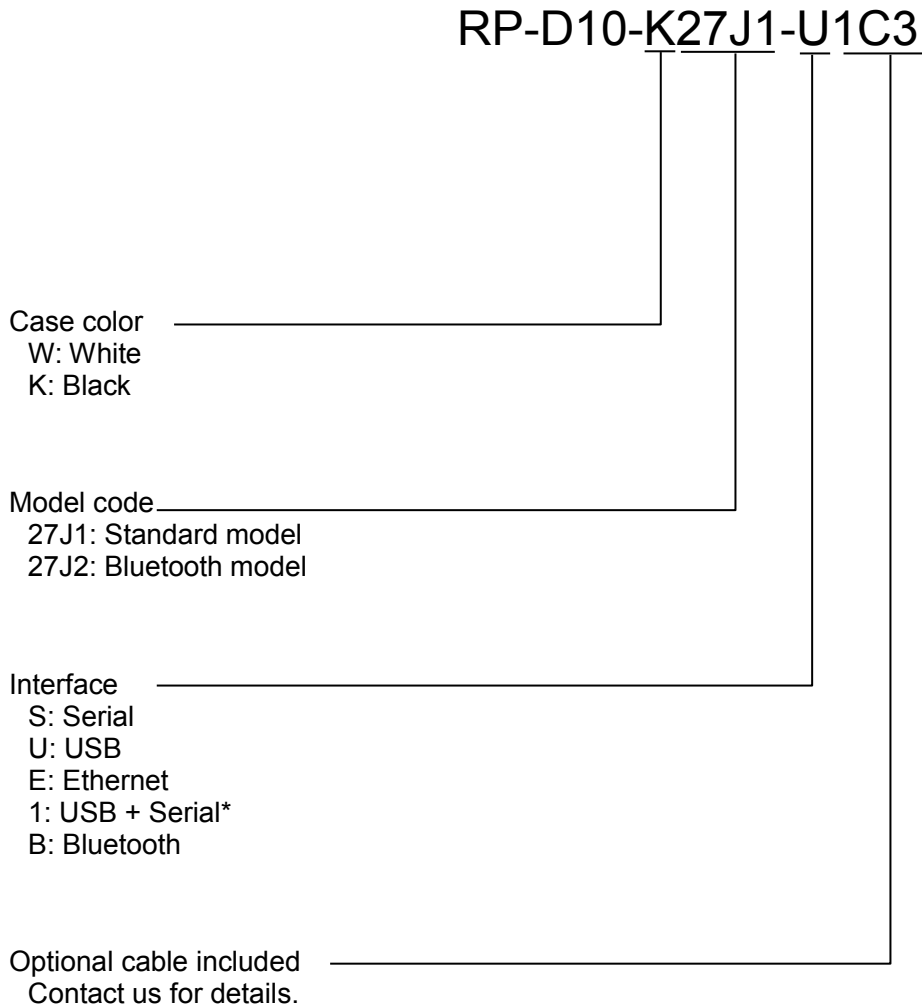 RP-D10-K27J1-U1C3
Case color
W: White
K: Black
Model code
27J1: Standard model
27J2: Bluetooth model
Interface
S: Serial
U: USB
E: Ethernet
1: USB + Serial*
B: Bluetooth
Optional cable included
Contact us for details.